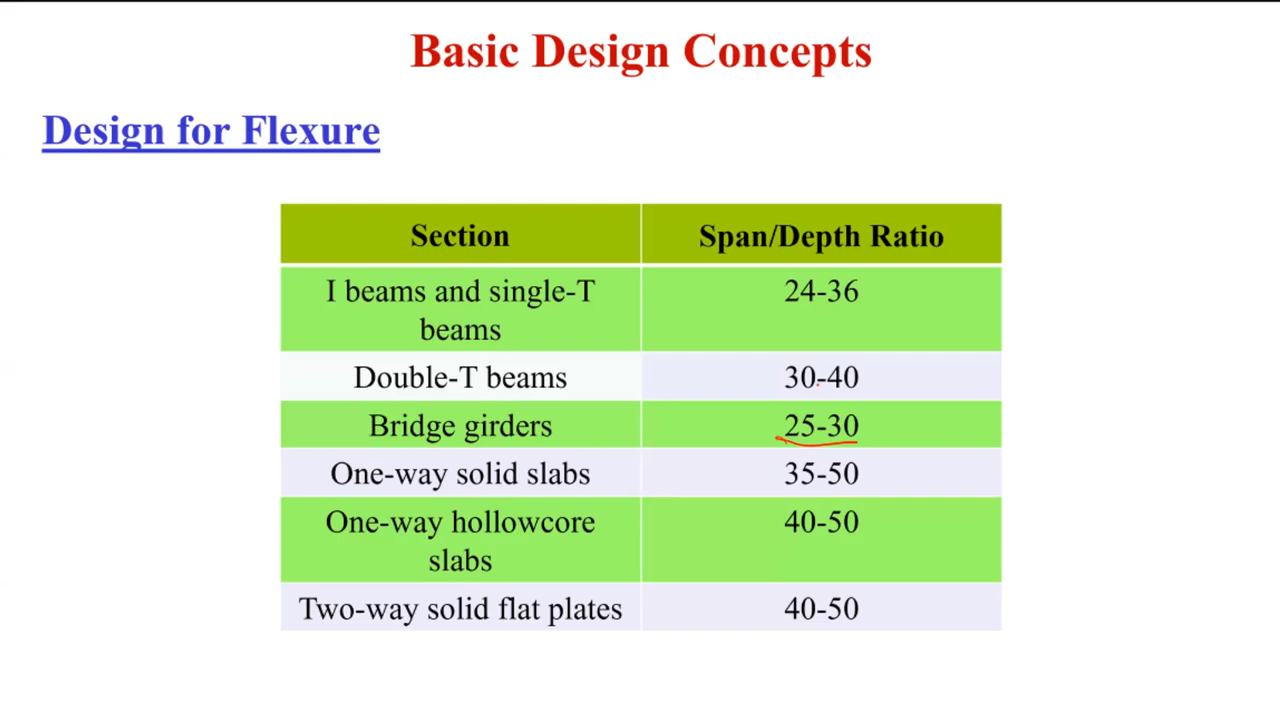 Basic Design Concepts
Design for Flexure
Section Span/Depth Ratio
I beams and single-T 24-36
beams
Double-T beams 30-40
Bridge girders 25-30
One-way solid slabs 35-50
One-way hollowcore 40-50
slabs
Two-way solid flat plates 40-50